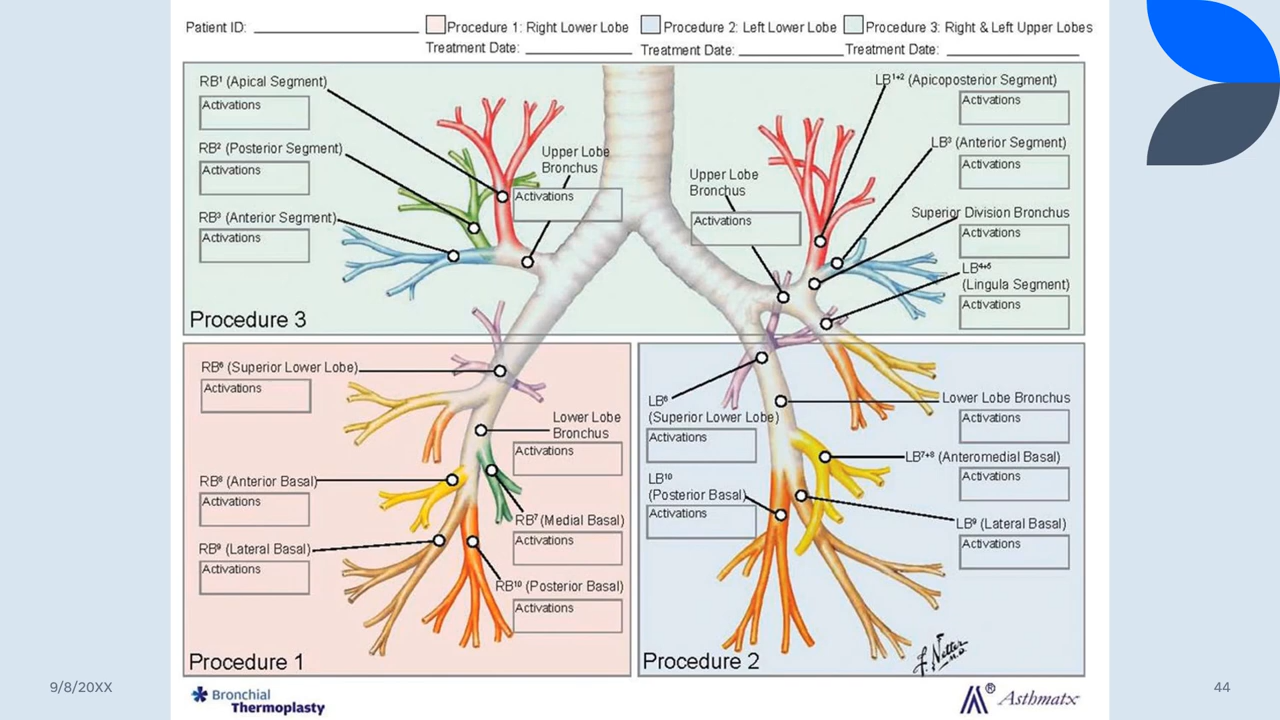 Patient ID:
Procedure 1: Right Lower Lobe
Treatment Date:
Procedure 2: Left Lower Lobe
Treatment Date:
Procedure 3: Right & Left Upper Lobes
Treatment Date:
RB¹ (Apical Segment)
Activations
RB² (Posterior Segment)
Activations
RB³ (Anterior Segment)
Activations
Upper Lobe
Bronchus
Activations
Upper Lobe
Bronchus
Activations
LB¹⁺² (Apicoposterior Segment)
Activations
LB³ (Anterior Segment)
Activations
Superior Division Bronchus
Activations
LB⁴⁺⁵
(Lingula Segment)
Activations
Procedure 3
RB⁶ (Superior Lower Lobe)
Activations
Lower Lobe
Bronchus
Activations
RB⁸ (Anterior Basal)
Activations
RB⁷ (Medial Basal)
Activations
RB⁹ (Lateral Basal)
Activations
RB¹⁰ (Posterior Basal)
Activations
Procedure 1
LB⁶
(Superior Lower Lobe)
Activations
LB¹⁰
(Posterior Basal)
Activations
Lower Lobe Bronchus
Activations
LB⁷⁺⁸ (Anteromedial Basal)
Activations
LB⁹ (Lateral Basal)
Activations
Procedure 2
F. Netter
M.D.
Bronchial
Thermoplasty
® Asthmatx
9/8/20XX
44